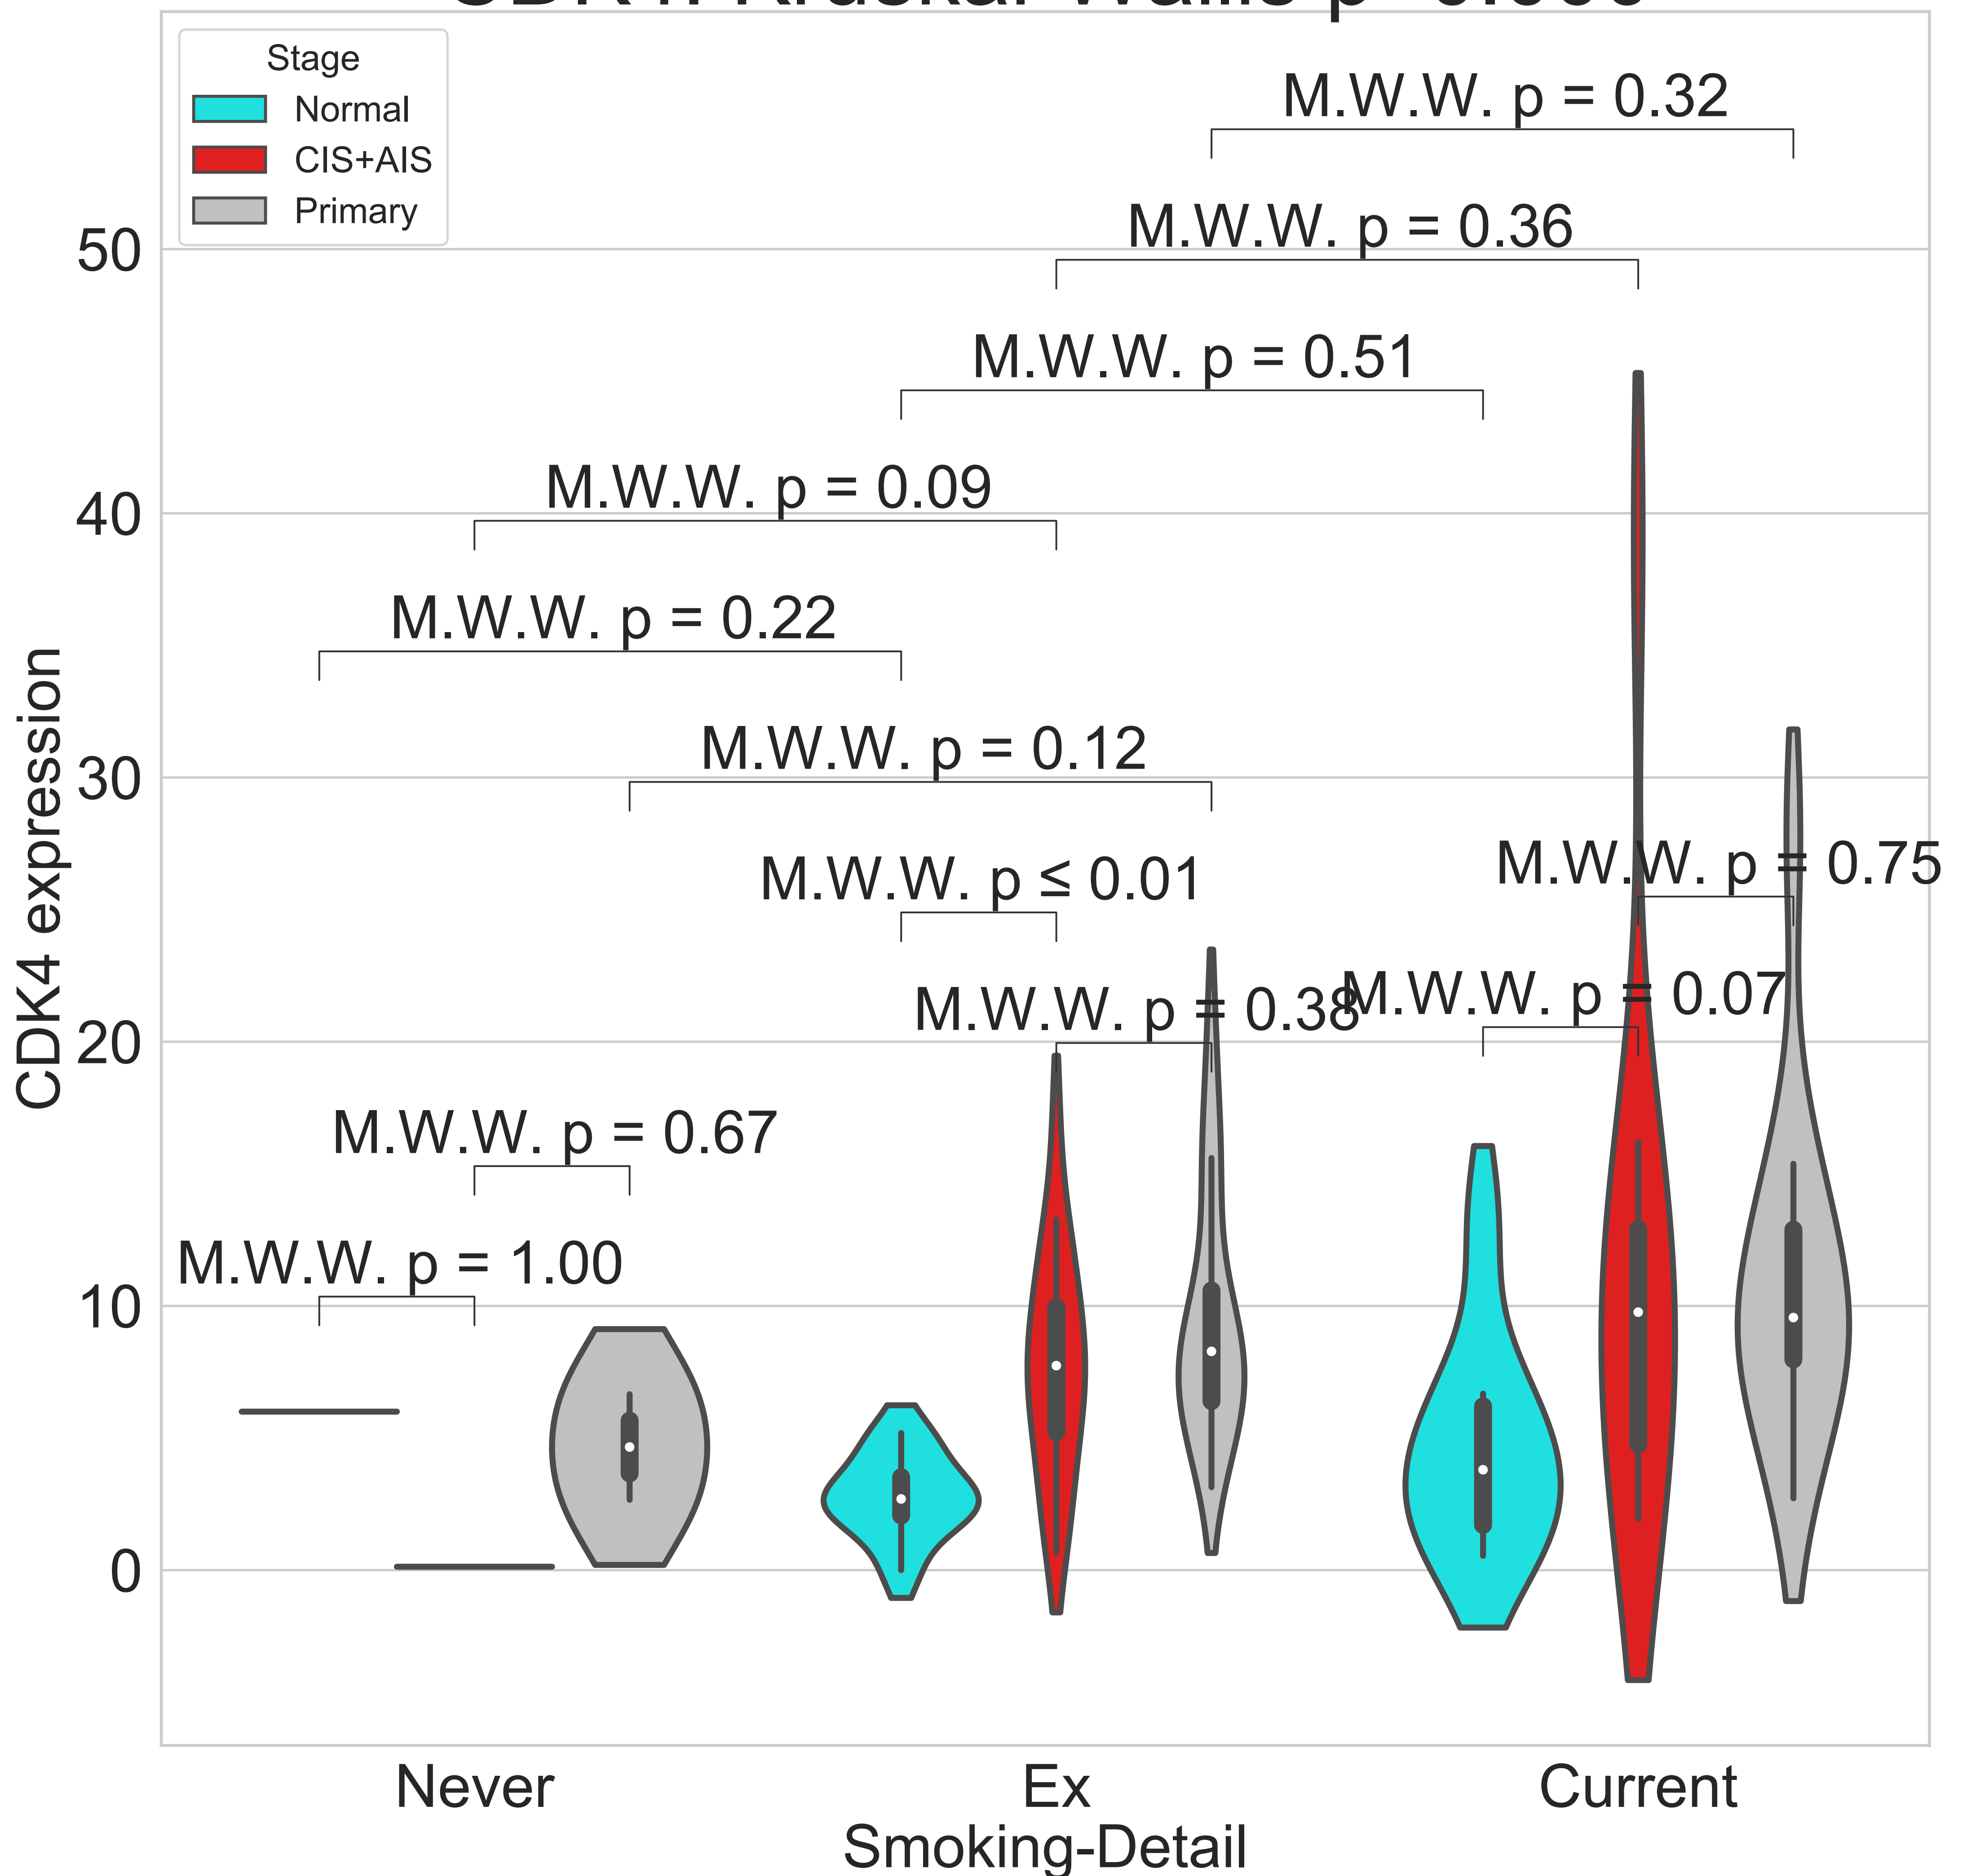 Stage
Normal
CIS+AIS
Primary
M.W.W. p = 0.32
M.W.W. p = 0.36
M.W.W. p = 0.51
M.W.W. p = 0.09
M.W.W. p = 0.22
M.W.W. p = 0.12
M.W.W. p ≤ 0.01
M.W.W. p = 0.75
M.W.W. p = 0.38
M.W.W. p = 0.07
M.W.W. p = 0.67
M.W.W. p = 1.00
50
40
30
20
10
0
CDK4 expression
Never
Ex
Current
Smoking-Detail